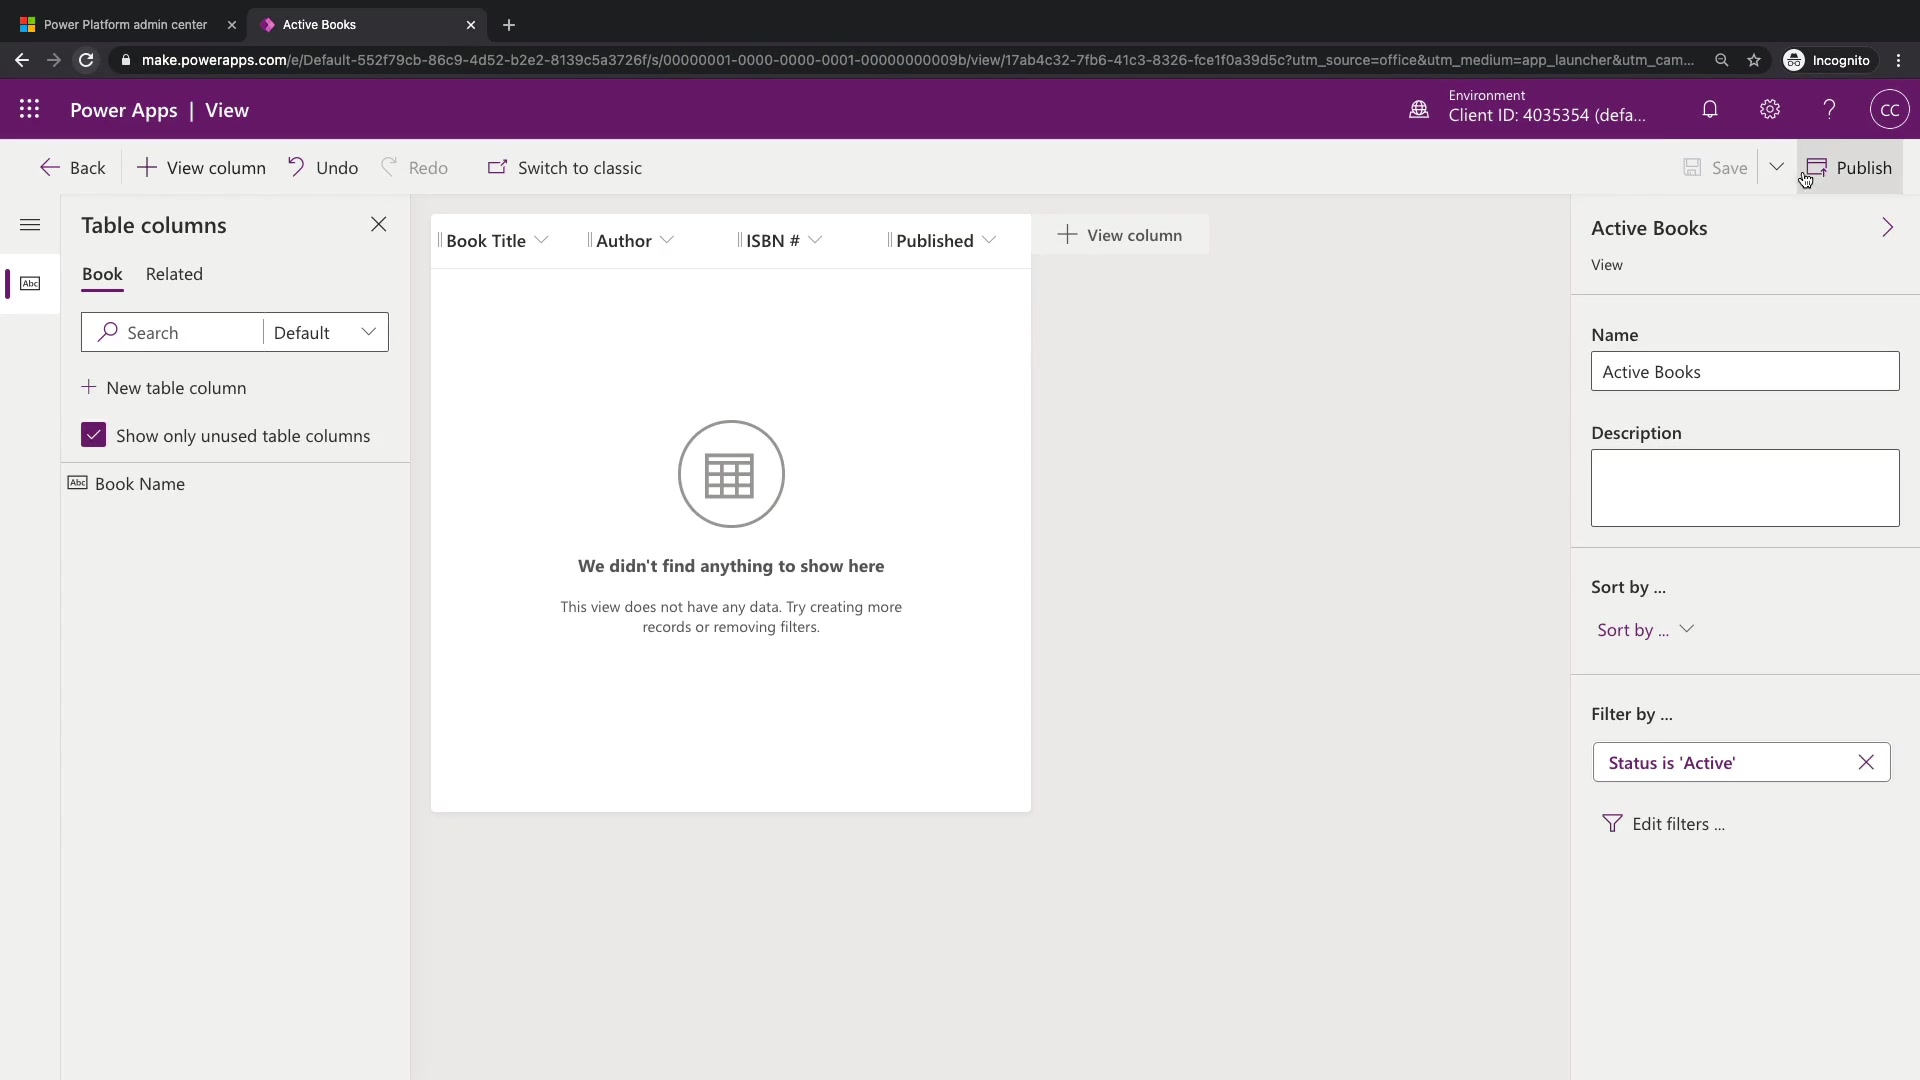 Power Platform admin center
Active Books
make.powerapps.com/e/Default-552f79cb-86c9-4d52-b2e2-8139c5a3726f/s/00000001-0000-0000-0001-00000000009b/view/17ab4c32-7fb6-41c3-8326-fce1f0a39d5c?utm_source=office&utm_medium=app_launcher&utm_cam...
Incognito
Power Apps | View
Environment
Client ID: 4035354 (defa...
CC
Back
View column
Undo
Redo
Switch to classic
Save
Publish
Table columns
Book
Related
Search
Default
New table column
Show only unused table columns
Abc
Abc Book Name
Book Title
Author
ISBN #
Published
View column
We didn't find anything to show here
This view does not have any data. Try creating more
records or removing filters.
Active Books
View
Name
Active Books
Description
Sort by ...
Sort by ...
Filter by ...
Status is 'Active'
Edit filters ...